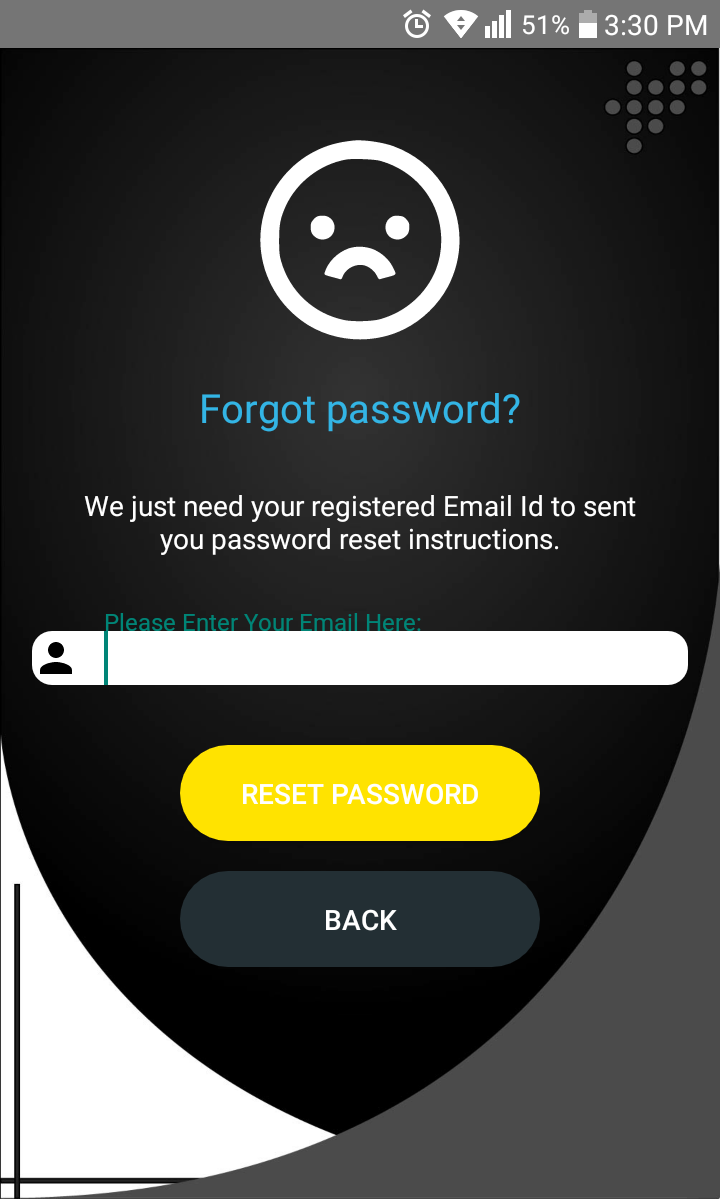 51% 3:30 PM
Forgot password?
We just need your registered Email Id to sent
you password reset instructions.
Please Enter Your Email Here:
RESET PASSWORD
BACK